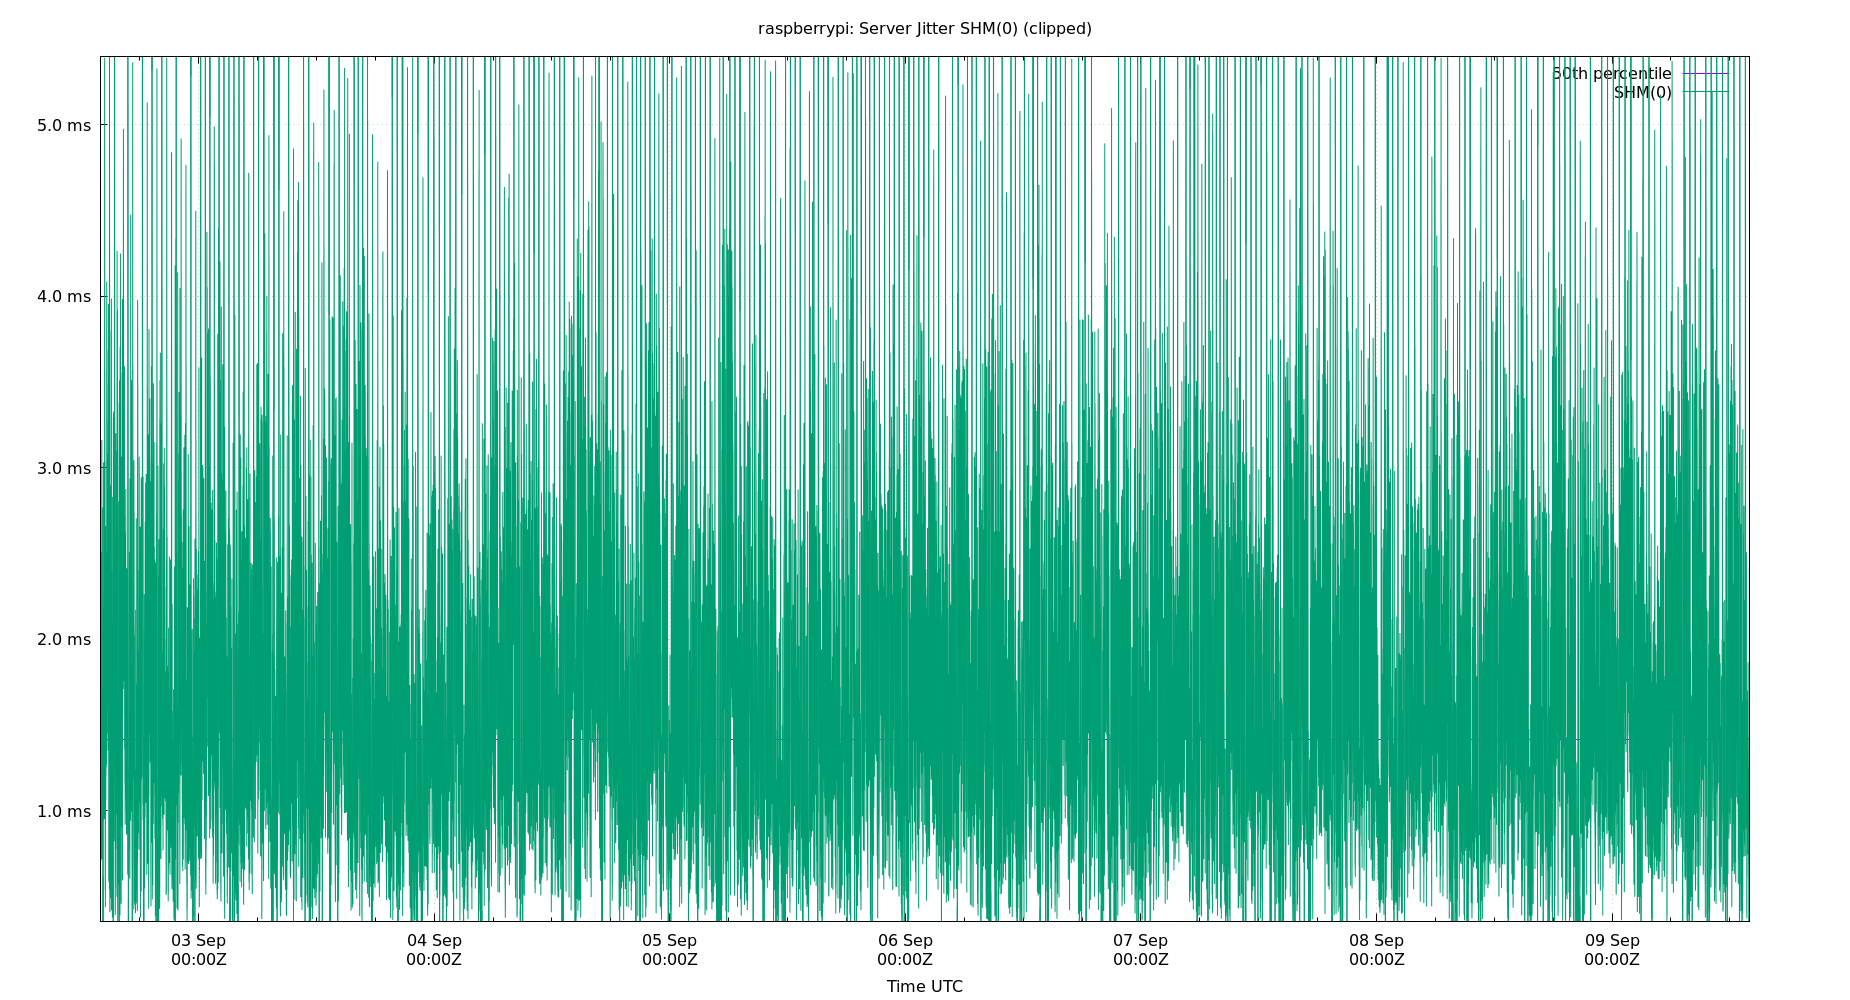 raspberrypi: Server Jitter SHM(0) (clipped)
50th percentile
SHM(0)
5.0 ms
4.0 ms
3.0 ms
2.0 ms
1.0 ms
03 Sep 04 Sep 05 Sep 06 Sep 07 Sep 08 Sep 09 Sep
00:00Z 00:00Z 00:00Z 00:00Z 00:00Z 00:00Z 00:00Z
Time UTC